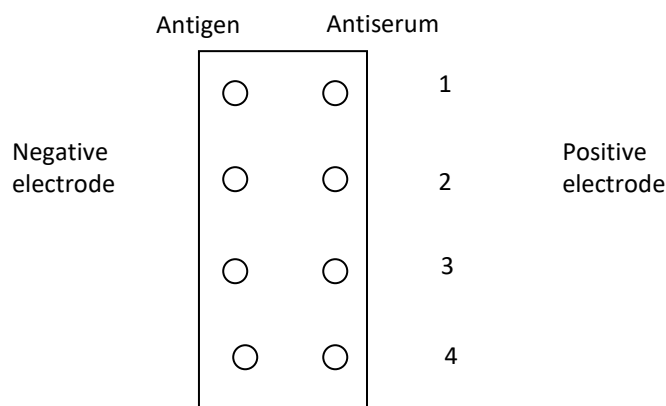 Antigen Antiserum
1
Negative
electrode
Positive
electrode
2
3
4